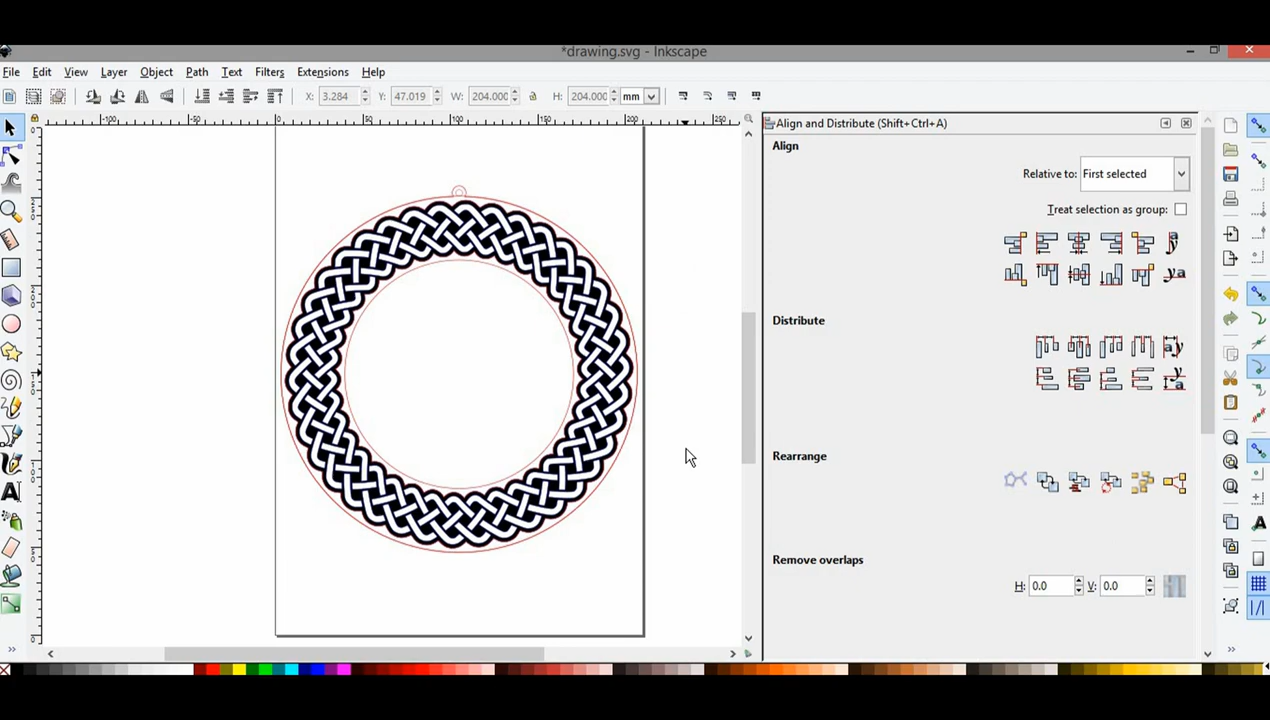 *drawing.svg - Inkscape
File Edit View Layer Object Path Text Filters Extensions Help
X: 3.284 Y: 47.019 W: 204.000 H: 204.000 mm
Align and Distribute (Shift+Ctrl+A)
Align
Relative to: First selected
Treat selection as group:
Distribute
Rearrange
Remove overlaps
H: 0.0 V: 0.0